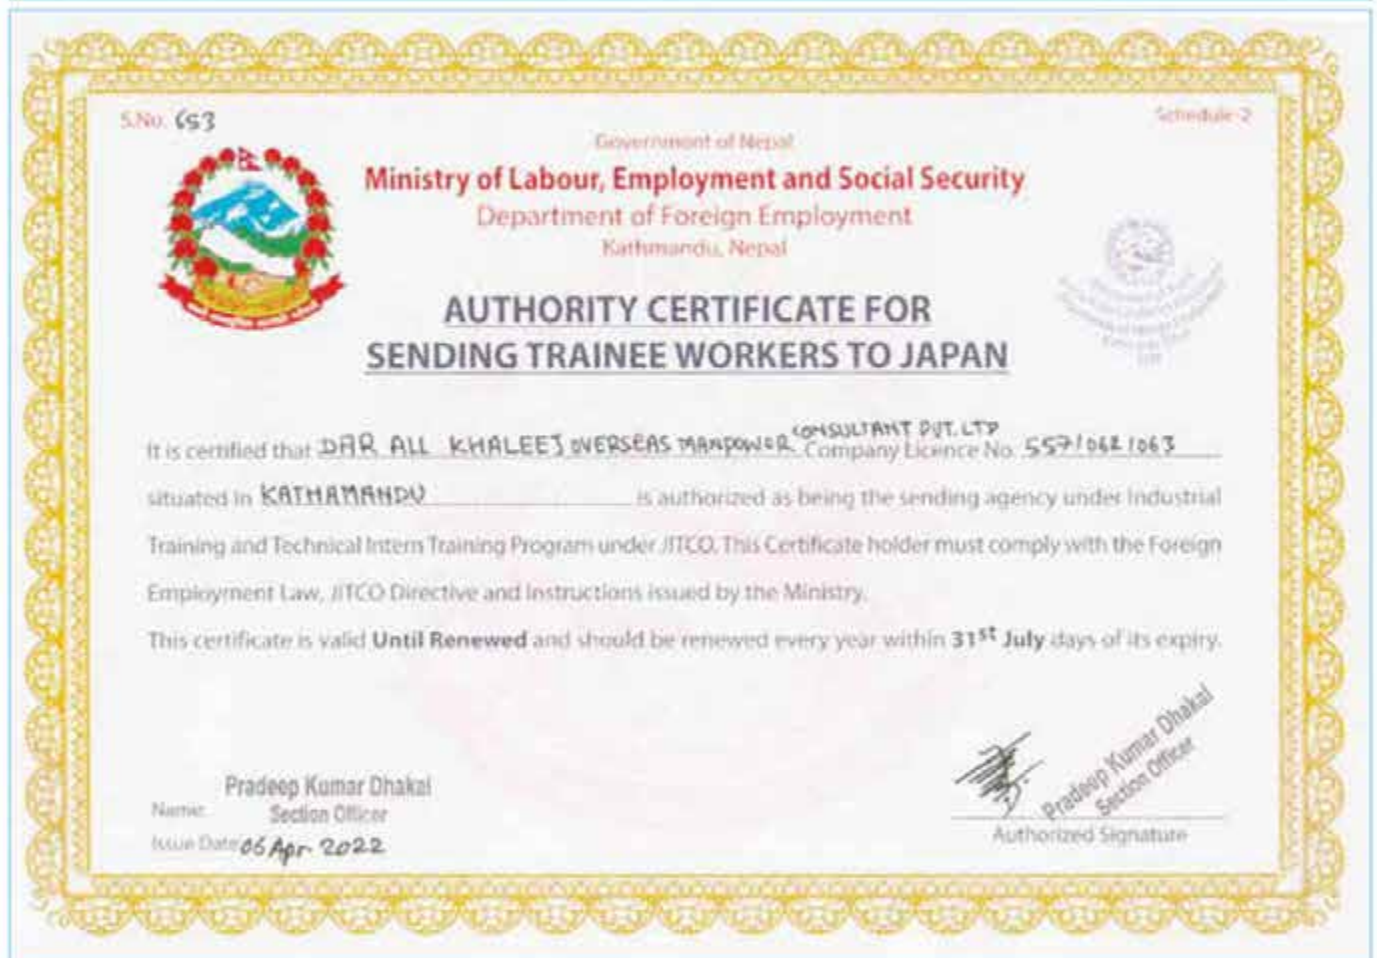 S.No. 653
Schedule-2
Government of Nepal
Ministry of Labour, Employment and Social Security
Department of Foreign Employment
Kathmandu, Nepal
AUTHORITY CERTIFICATE FOR
SENDING TRAINEE WORKERS TO JAPAN
It is certified that DAR ALL KHALEEJ OVERSEAS MANPOWER CONSULTANT PVT. LTD Company Licence No. 557/062/063
situated in KATHAMANDU is authorized as being the sending agency under Industrial
Training and Technical Intern Training Program under JITCO. This Certificate holder must comply with the Foreign
Employment Law, JITCO Directive and Instructions issued by the Ministry.
This certificate is valid Until Renewed and should be renewed every year within 31st July days of its expiry.
Pradeep Kumar Dhakal
Name:
Section Officer
Issue Date 06 Apr- 2022
Pradeep Kumar Dhakal
Section Officer
Authorized Signature